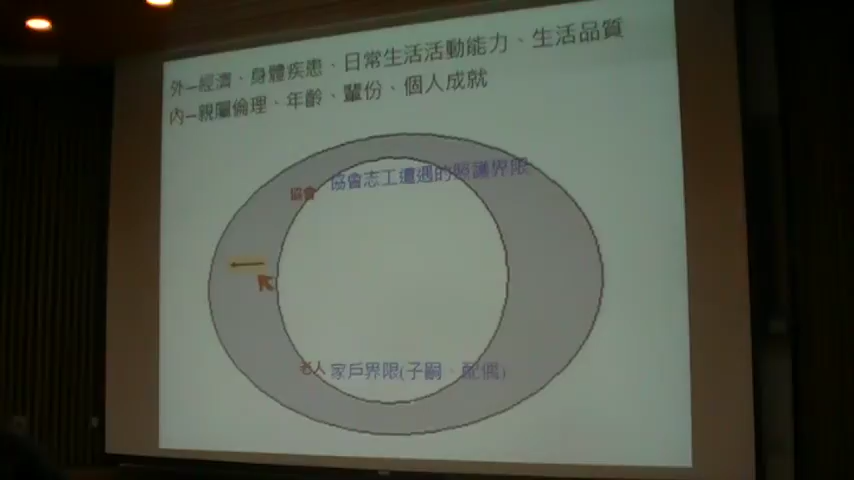 外—經濟、身體疾患、日常生活活動能力、生活品質
內—親屬倫理、年齡、輩份、個人成就
協會 協會志工遭遇的照護界限
老人 家戶界限(子嗣、配偶)